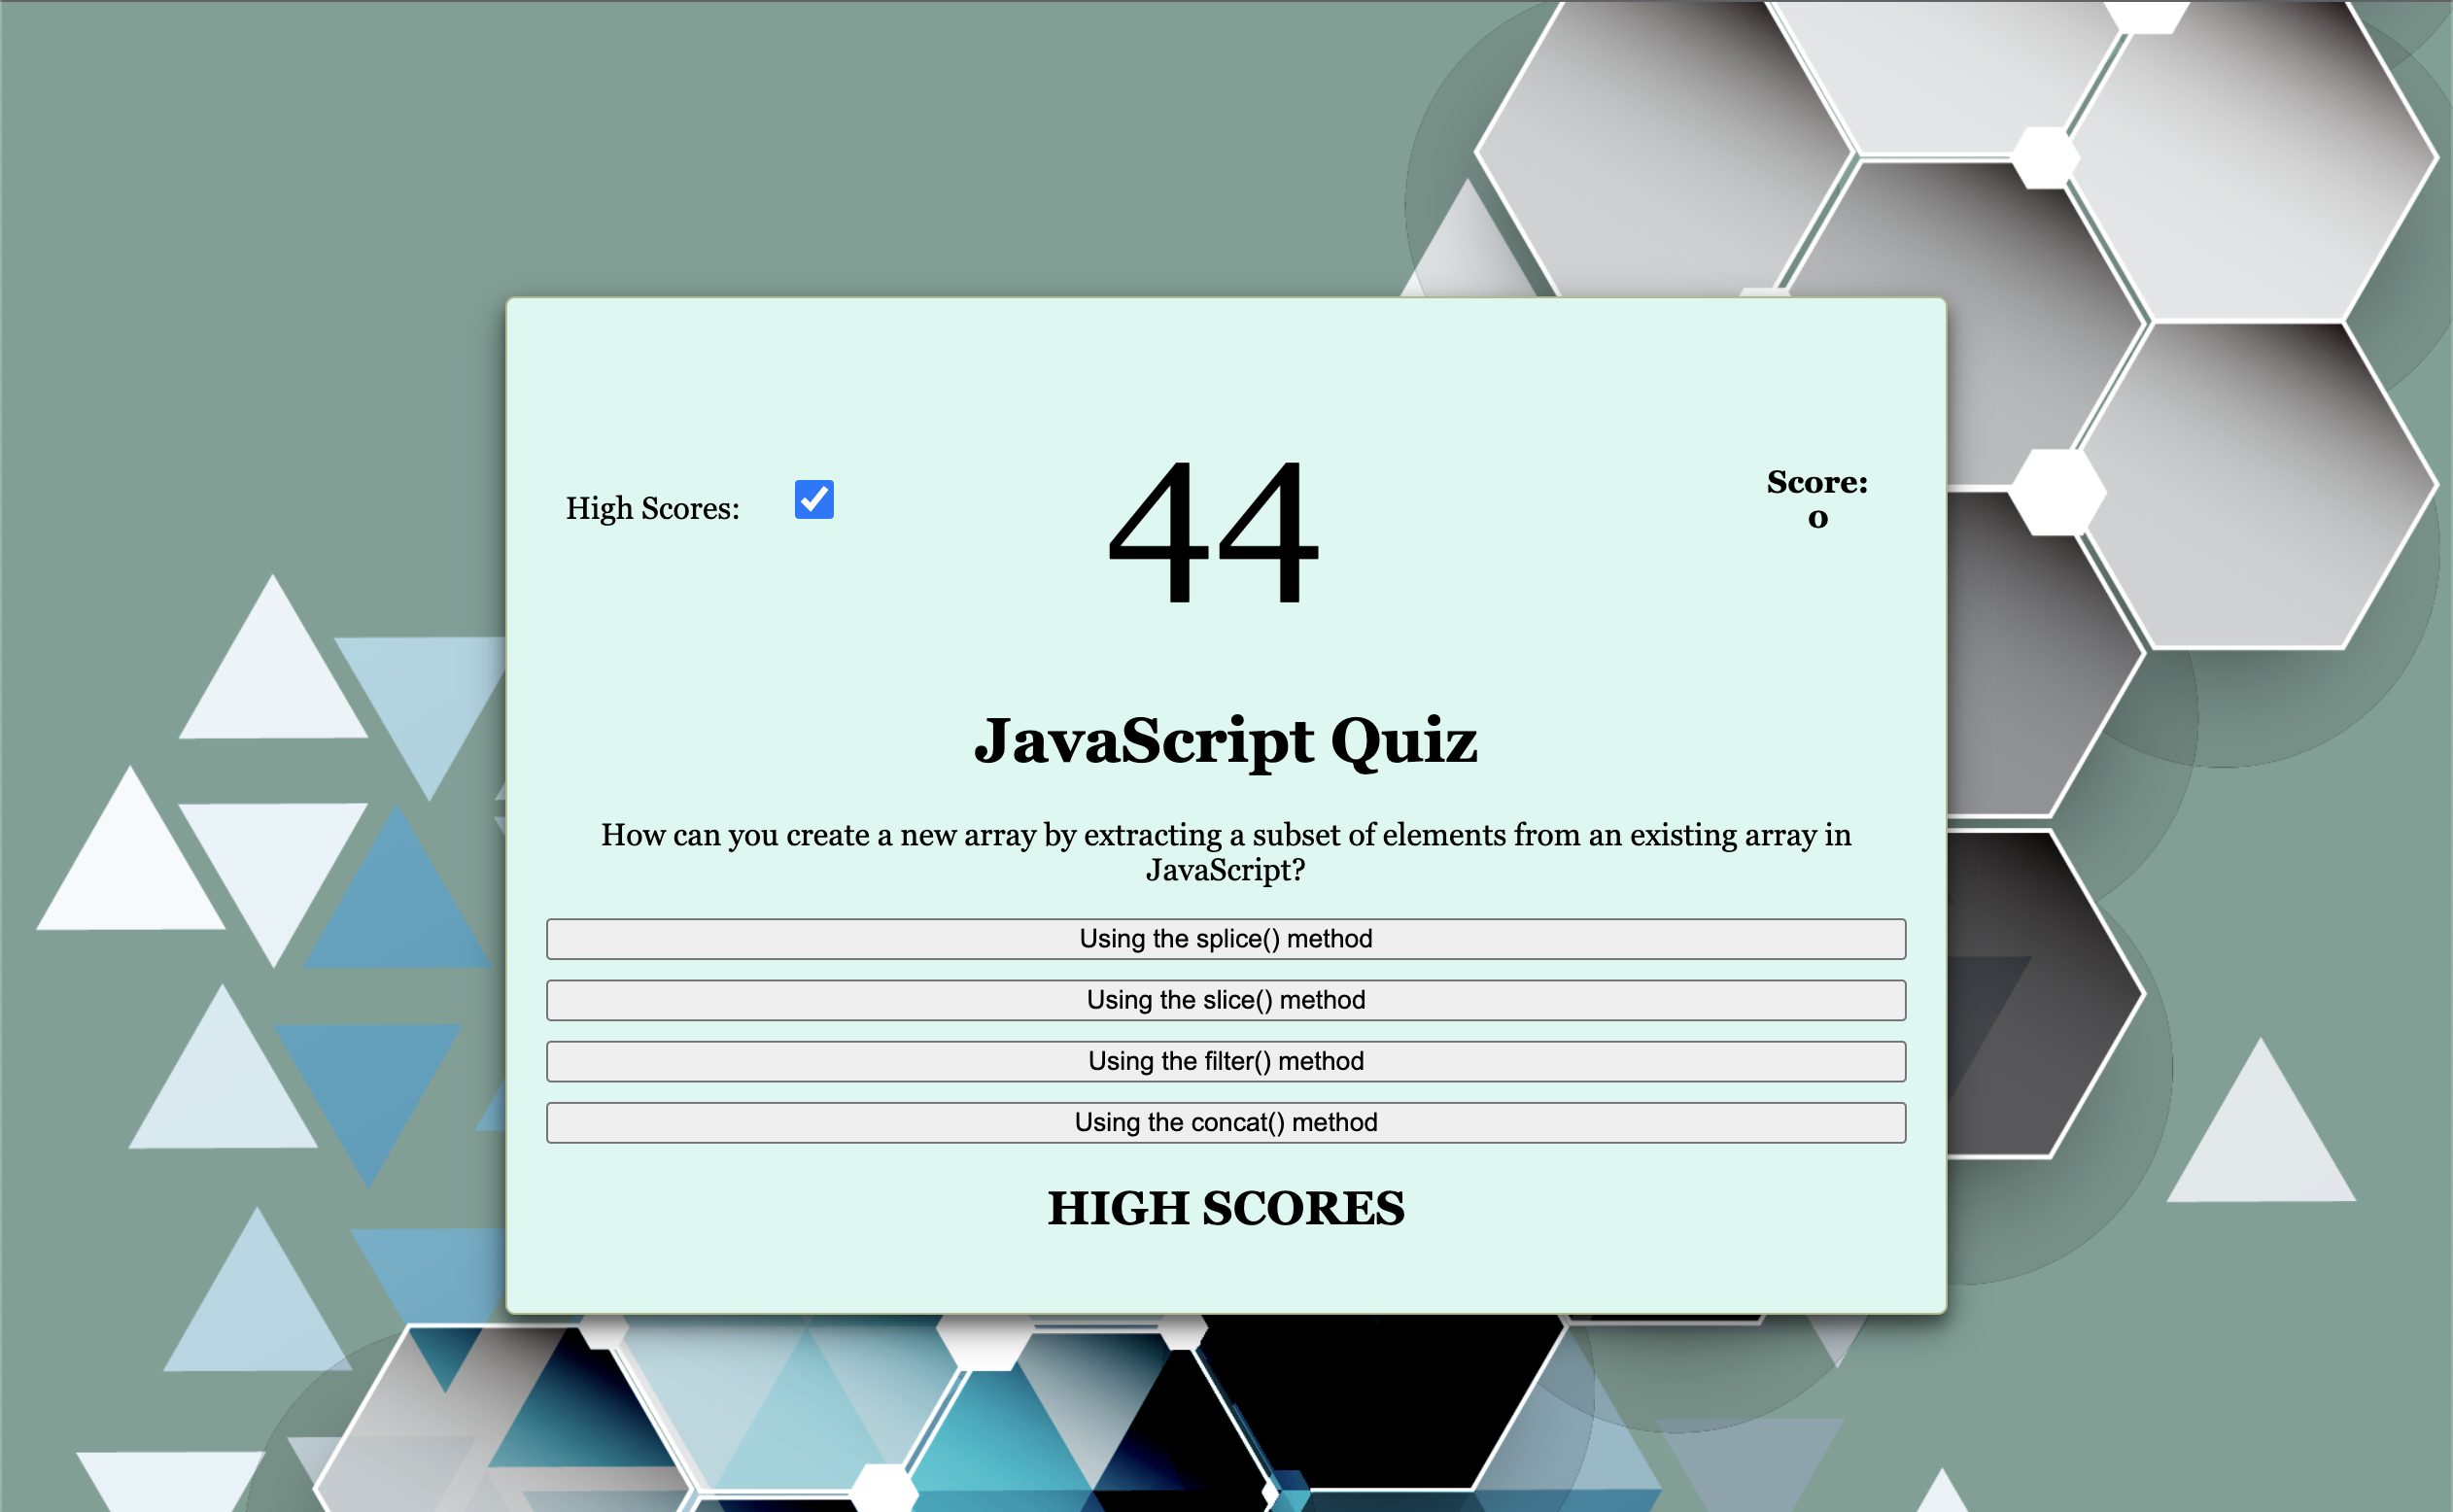 High Scores:
44
Score:
0
JavaScript Quiz
How can you create a new array by extracting a subset of elements from an existing array in
JavaScript?
Using the splice() method
Using the slice() method
Using the filter() method
Using the concat() method
HIGH SCORES